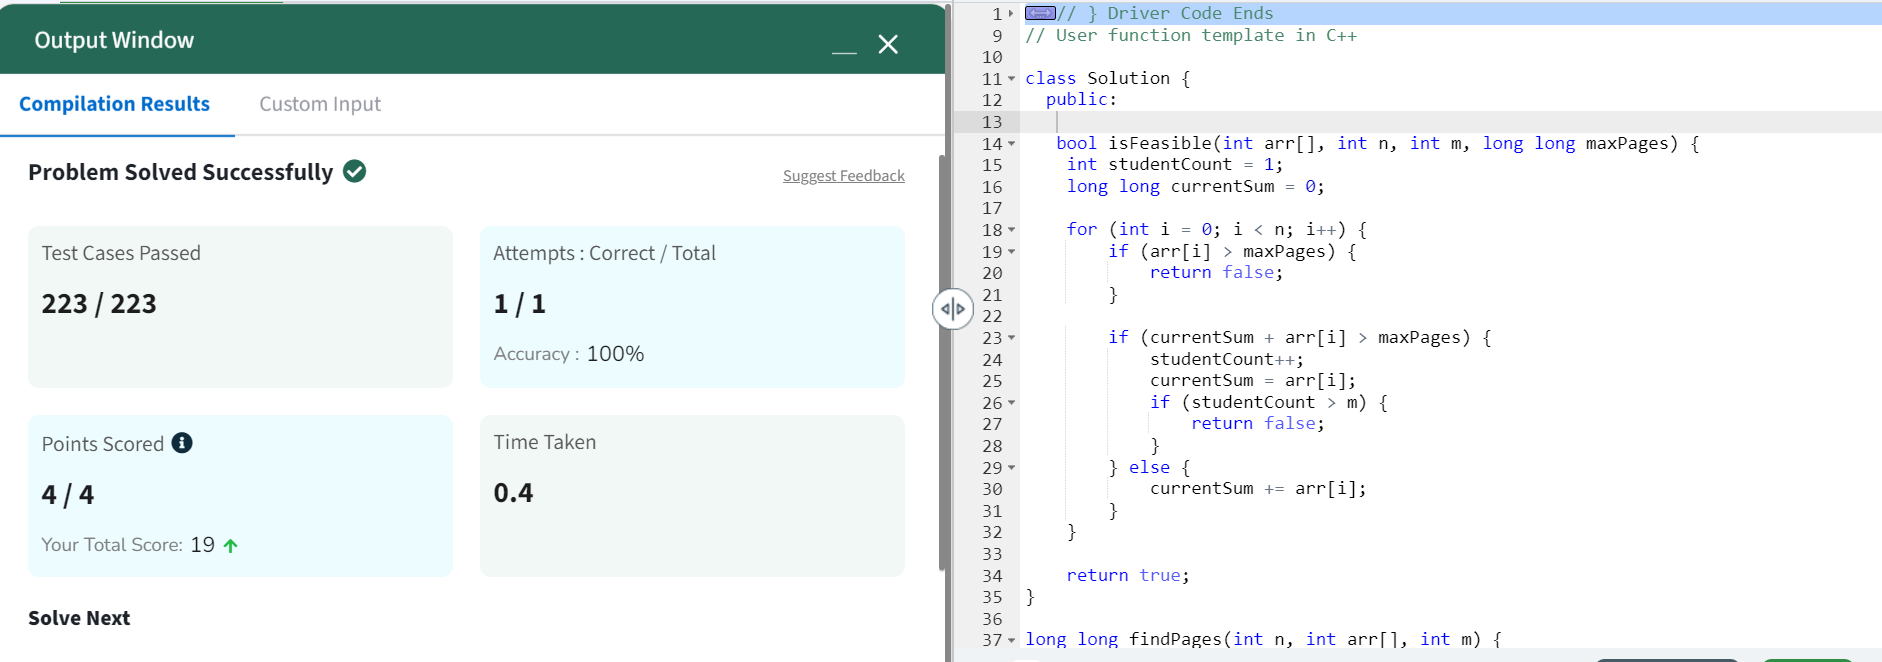 Output Window
Compilation Results
Custom Input
Problem Solved Successfully
Suggest Feedback
Test Cases Passed
223 / 223
Attempts : Correct / Total
1 / 1
Accuracy : 100%
Points Scored
4 / 4
Your Total Score: 19
Time Taken
0.4
Solve Next
1 // } Driver Code Ends
9 // User function template in C++
10
11 class Solution {
12   public:
13
14    bool isFeasible(int arr[], int n, int m, long long maxPages) {
15     int studentCount = 1;
16     long long currentSum = 0;
17
18     for (int i = 0; i < n; i++) {
19         if (arr[i] > maxPages) {
20             return false;
21         }
22
23         if (currentSum + arr[i] > maxPages) {
24             studentCount++;
25             currentSum = arr[i];
26             if (studentCount > m) {
27                 return false;
28             }
29         } else {
30             currentSum += arr[i];
31         }
32     }
33
34     return true;
35 }
36
37 long long findPages(int n, int arr[], int m) {